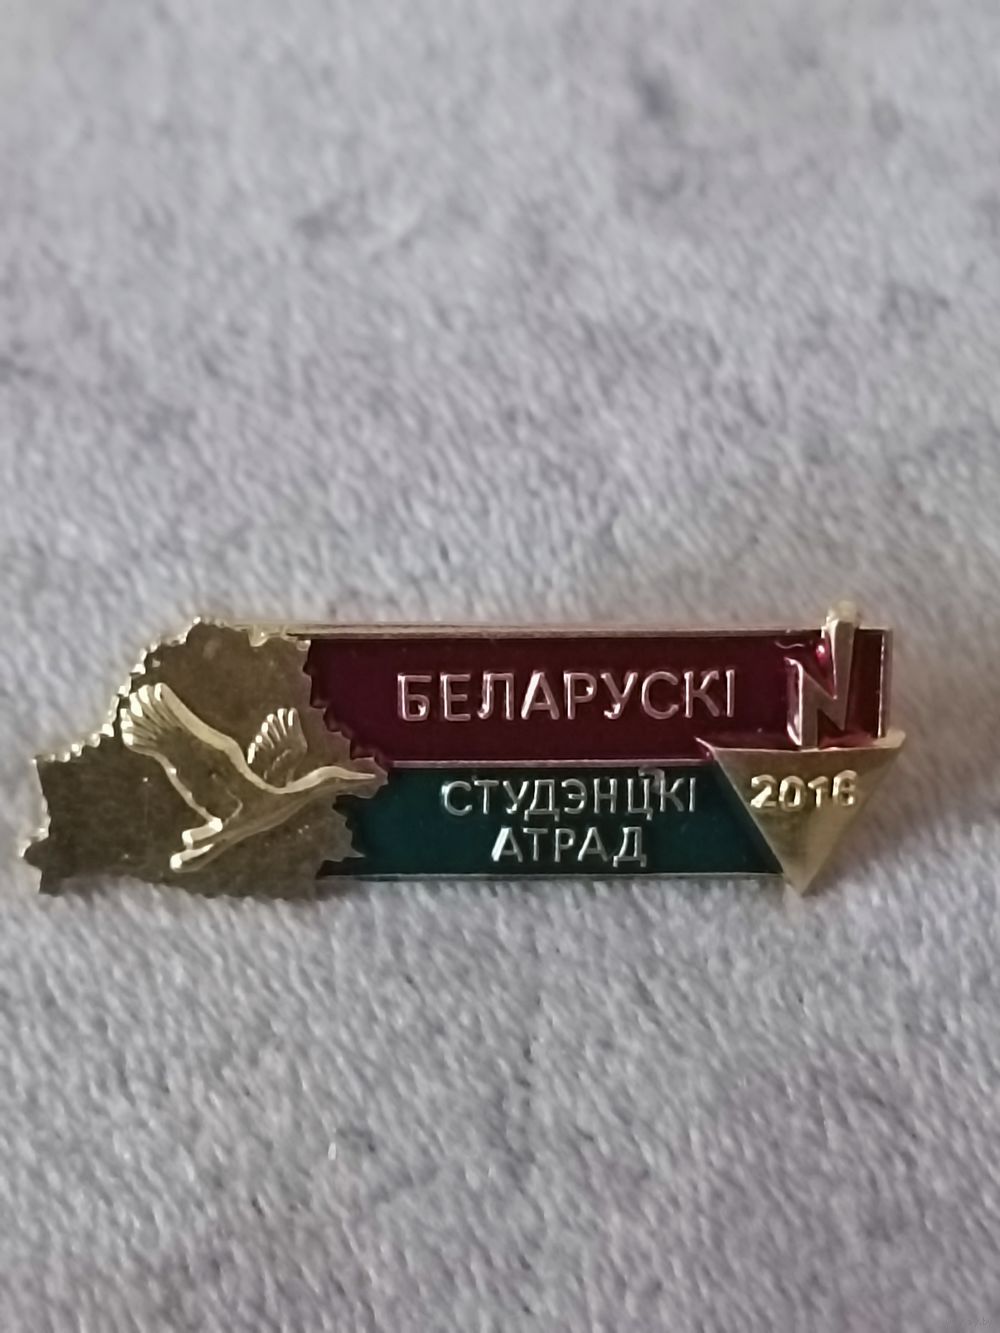 БЕЛАРУСКІ
СТУДЭНЦКІ
АТРАД
2016